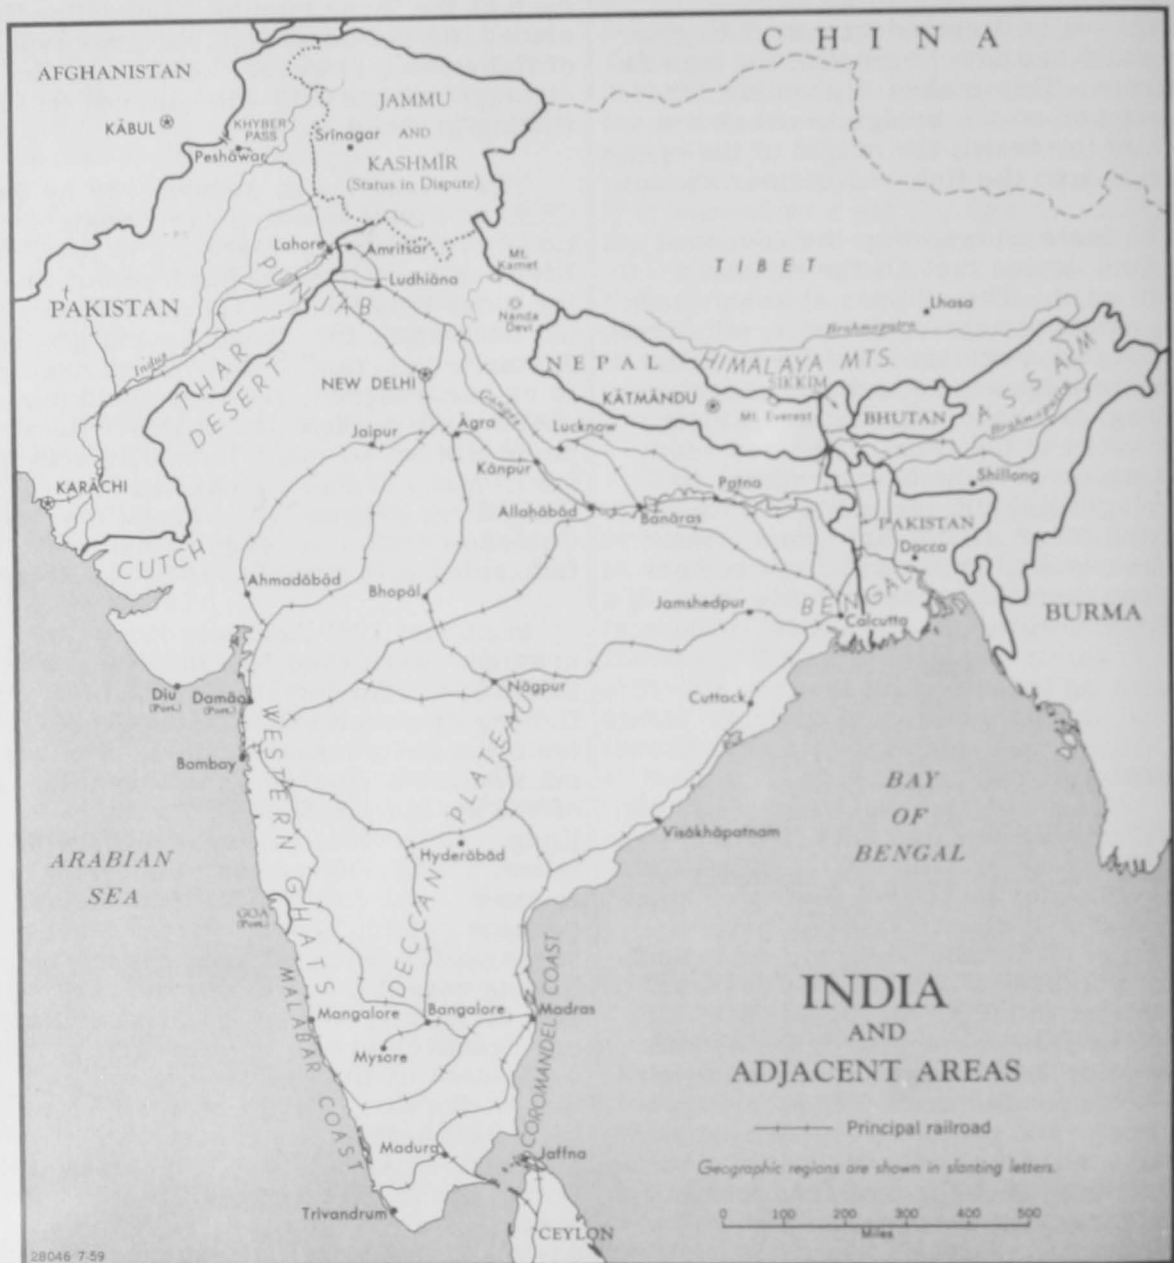 CHINA
AFGHANISTAN
KĀBUL
KHYBER
PASS
Peshāwar
JAMMU
AND
KASHMĪR
(Status in Dispute)
Srīnagar
Lahore
Amritsar
Ludhiāna
PUNJAB
Mt.
Kamet
Nanda
Devi
TIBET
Lhasa
Brahmaputra
PAKISTAN
Indus
THAR
DESERT
NEW DELHI
NEPAL
HIMALAYA MTS.
SIKKIM
KĀTMĀNDU
Mt. Everest
BHUTAN
ASSAM
Brahmaputra
Ganges
Jaipur
Āgra
Lucknow
Kānpur
Patna
Shillong
KARĀCHI
Allahābād
Banāras
PAKISTAN
Dacca
CUTCH
Ahmadābād
Bhopāl
Jamshedpur
BENGAL
Calcutta
BURMA
Diu
(Port.)
Damão
(Port.)
Nāgpur
Cuttack
Bombay
WESTERN GHATS
DECCAN PLATEAU
Hyderābād
Visākhāpatnam
BAY
OF
BENGAL
ARABIAN
SEA
GOA
(Port.)
MALABAR COAST
COROMANDEL COAST
Mangalore
Bangalore
Madras
Mysore
Madura
Jaffna
Trivandrum
CEYLON
INDIA
AND
ADJACENT AREAS
Principal railroad
Geographic regions are shown in slanting letters.
0 100 200 300 400 500
Miles
28046 7-59